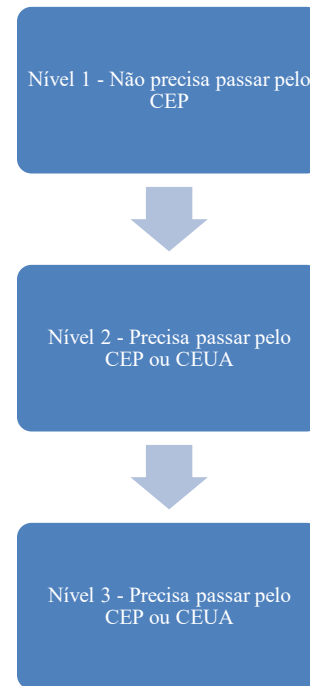 Nível 1 - Não precisa passar pelo
CEP
Nível 2 - Precisa passar pelo
CEP ou CEUA
Nível 3 - Precisa passar pelo
CEP ou CEUA